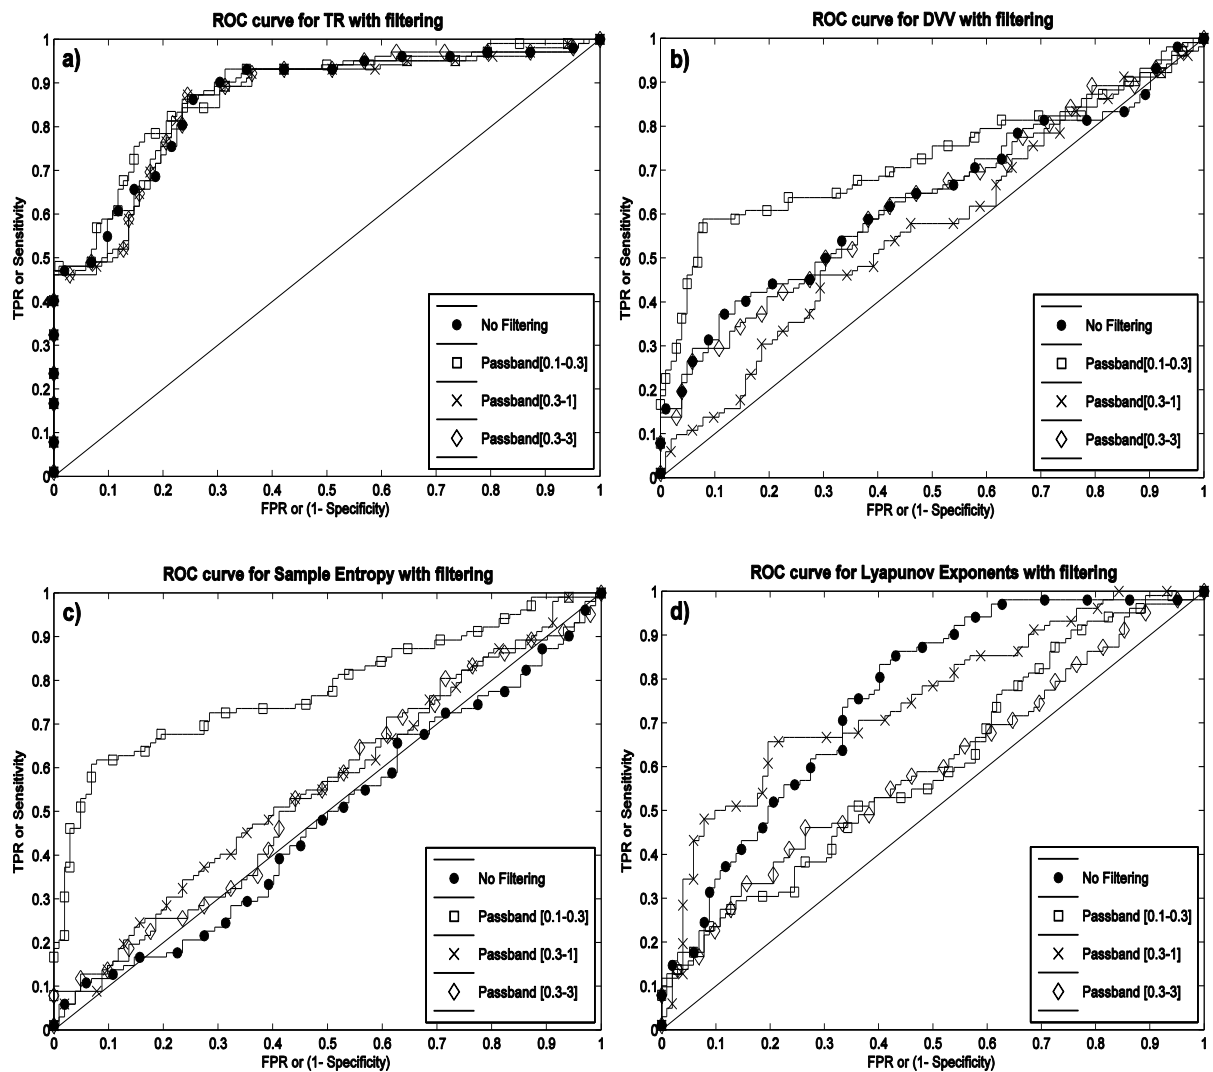 ROC curve for TR with filtering
a)
1
0.9
0.8
0.7
0.6
0.5
0.4
0.3
0.2
0.1
0
TPR or Sensitivity
No Filtering
Passband[0.1-0.3]
Passband[0.3-1]
Passband[0.3-3]
0 0.1 0.2 0.3 0.4 0.5 0.6 0.7 0.8 0.9 1
FPR or (1- Specificity)
ROC curve for DVV with filtering
b)
1
0.9
0.8
0.7
0.6
0.5
0.4
0.3
0.2
0.1
0
TPR or Sensitivity
No Filtering
Passband[0.1-0.3]
Passband[0.3-1]
Passband[0.3-3]
0 0.1 0.2 0.3 0.4 0.5 0.6 0.7 0.8 0.9 1
FPR or (1- Specificity)
ROC curve for Sample Entropy with filtering
c)
1
0.9
0.8
0.7
0.6
0.5
0.4
0.3
0.2
0.1
0
TPR or Sensitivity
No Filtering
Passband [0.1-0.3]
Passband [0.3-1]
Passband [0.3-3]
0 0.1 0.2 0.3 0.4 0.5 0.6 0.7 0.8 0.9 1
FPR or (1- Specificity)
ROC curve for Lyapunov Exponents with filtering
d)
1
0.9
0.8
0.7
0.6
0.5
0.4
0.3
0.2
0.1
0
TPR or Sensitivity
No Filtering
Passband [0.1-0.3]
Passband [0.3-1]
Passband [0.3-3]
0 0.1 0.2 0.3 0.4 0.5 0.6 0.7 0.8 0.9 1
FPR or (1- Specificity)